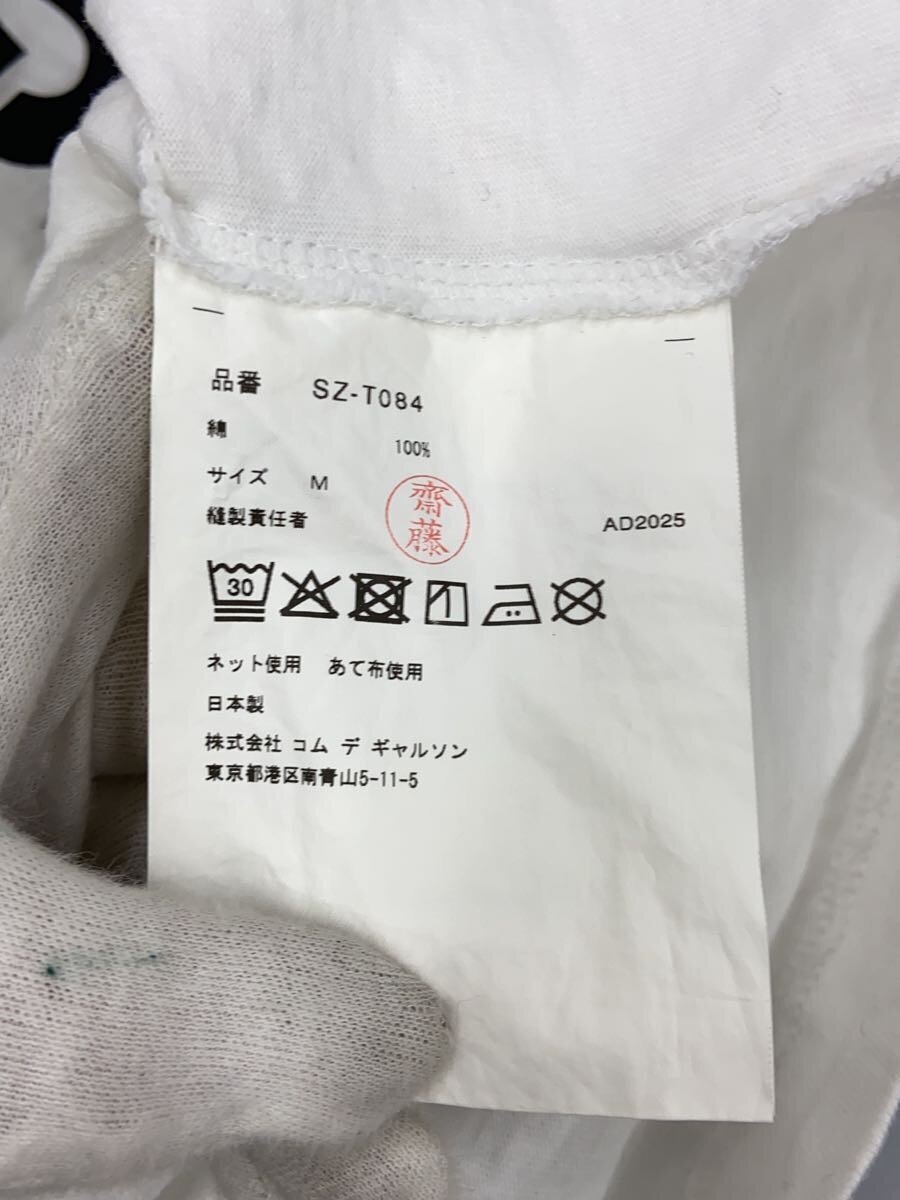 品番 SZ-T084
綿 100%
サイズ M
縫製責任者 齋藤 AD2025
30
ネット使用 あて布使用
日本製
株式会社 コム デ ギャルソン
東京都港区南青山5-11-5